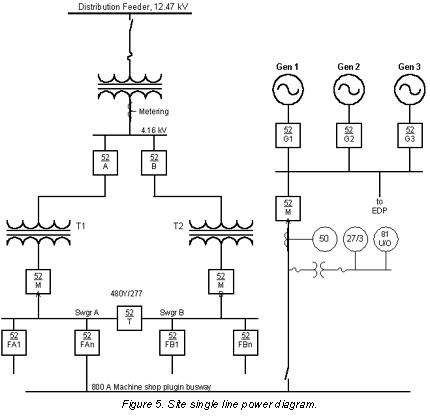 Distribution Feeder, 12.47 kV
Gen 1
Gen 2
Gen 3
Metering
4.16 kV
52
G1
52
G2
52
G3
52
A
52
B
to
EDP
52
M
T1
T2
50
27/3
81
U/O
52
M
A
52
M
B
480Y/277
Swgr A
52
T
Swgr B
52
FA1
52
FAn
52
FB1
52
FBn
800 A Machine shop plugin busway
Figure 5. Site single line power diagram.